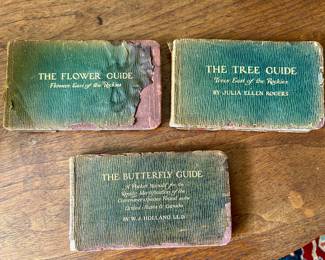 THE FLOWER GUIDE
Flowers East of the Rockies
THE TREE GUIDE
Trees East of the Rockies
BY JULIA ELLEN ROGERS
THE BUTTERFLY GUIDE
A Pocket Manual for the
Ready Identification of the
Commoner Species Found in the
United States & Canada
BY W. J. HOLLAND LL.D.